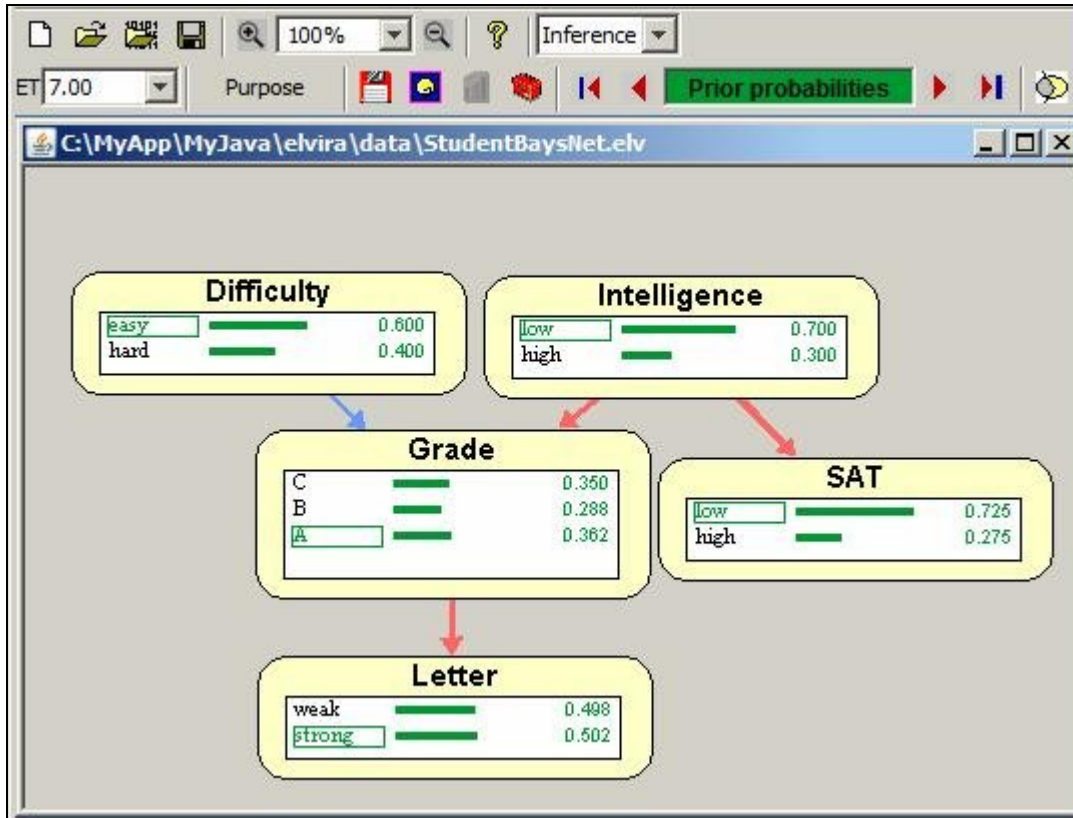 100% Inference
ET 7.00 Purpose Prior probabilities
C:\MyApp\MyJava\elvira\data\StudentBaysNet.elv
Difficulty
easy 0.600
hard 0.400
Intelligence
low 0.700
high 0.300
Grade
C 0.350
B 0.288
A 0.362
SAT
low 0.725
high 0.275
Letter
weak 0.498
strong 0.502